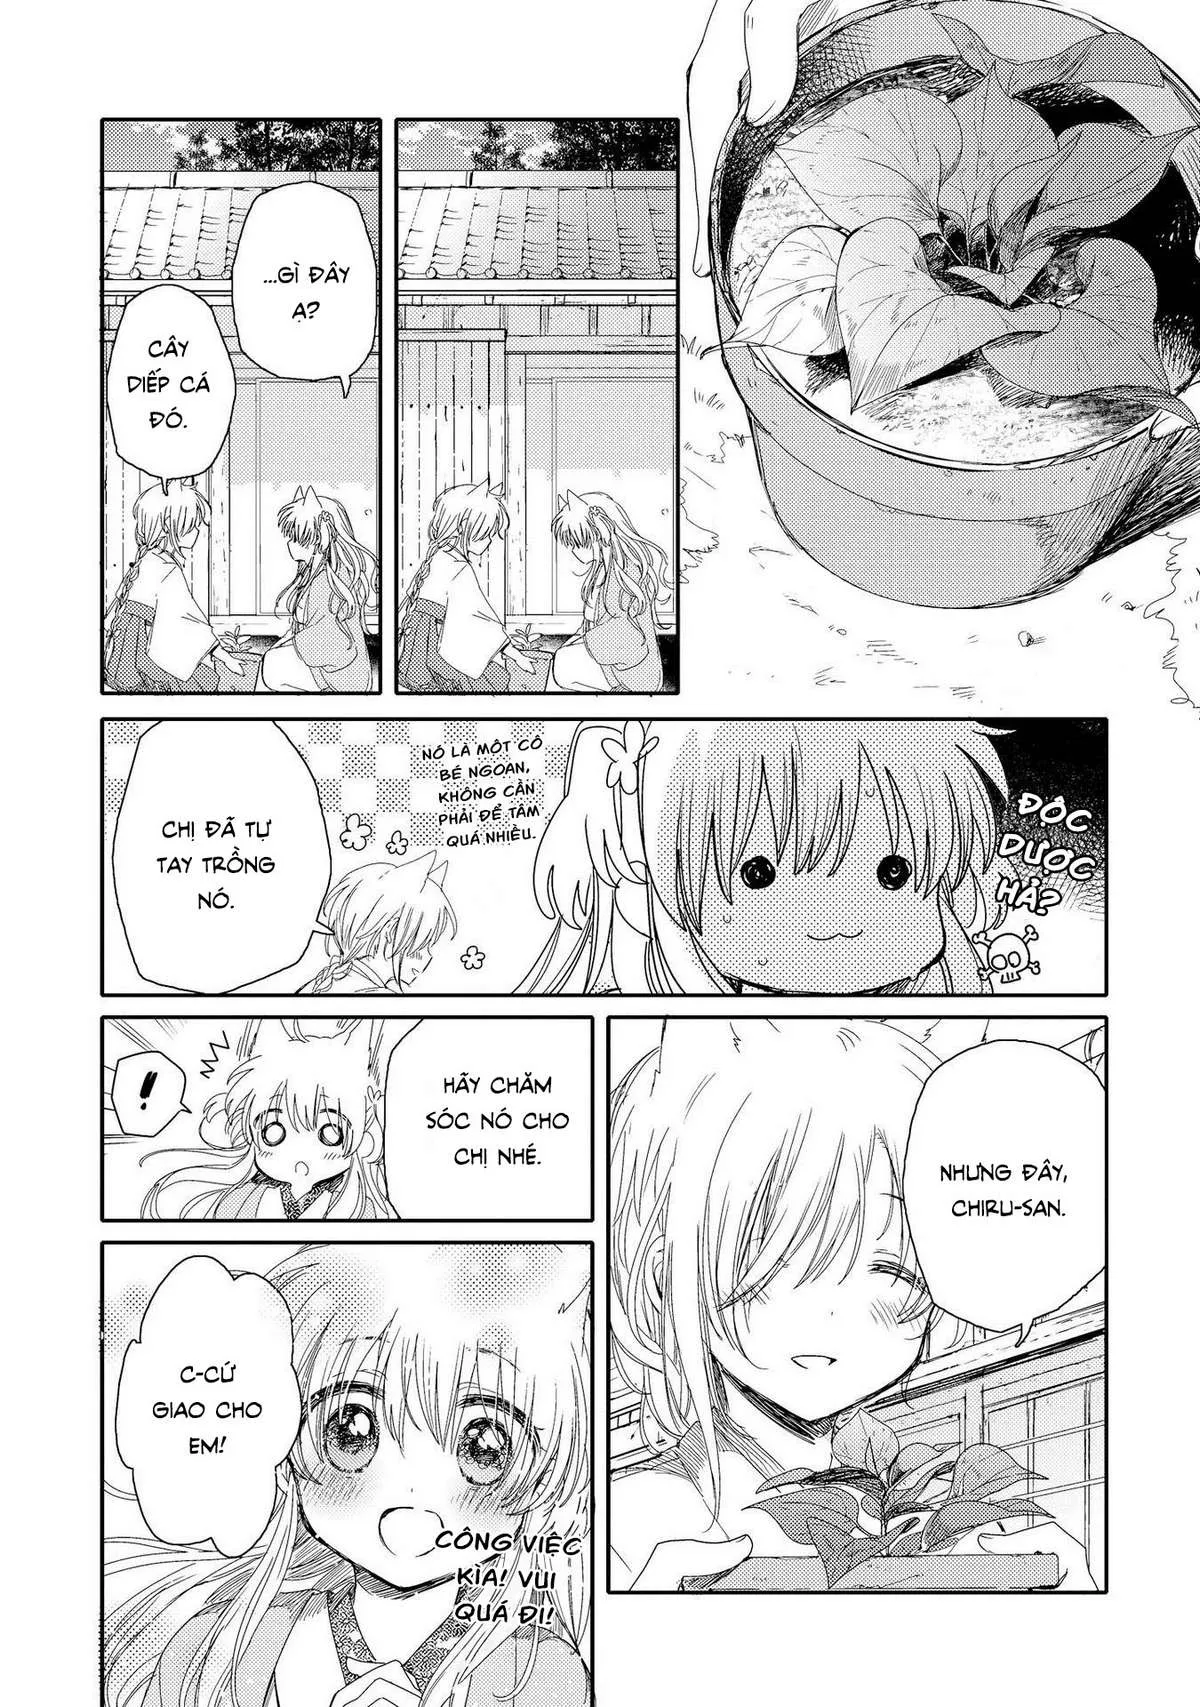 ...GÌ ĐÂY
Ạ?
CÂY
DIẾP CÁ
ĐÓ.
ĐỘC
DƯỢC
HẢ?
NÓ LÀ MỘT CÔ
BÉ NGOAN,
KHÔNG CẦN
PHẢI ĐỂ TÂM
QUÁ NHIỀU.
CHỊ ĐÃ TỰ
TAY TRỒNG
NÓ.
NHƯNG ĐÂY,
CHIRU-SAN.
HÃY CHĂM
SÓC NÓ CHO
CHỊ NHÉ.
!
C-CỨ
GIAO CHO
EM!
CÔNG VIỆC
KÌA! VUI
QUÁ ĐI!